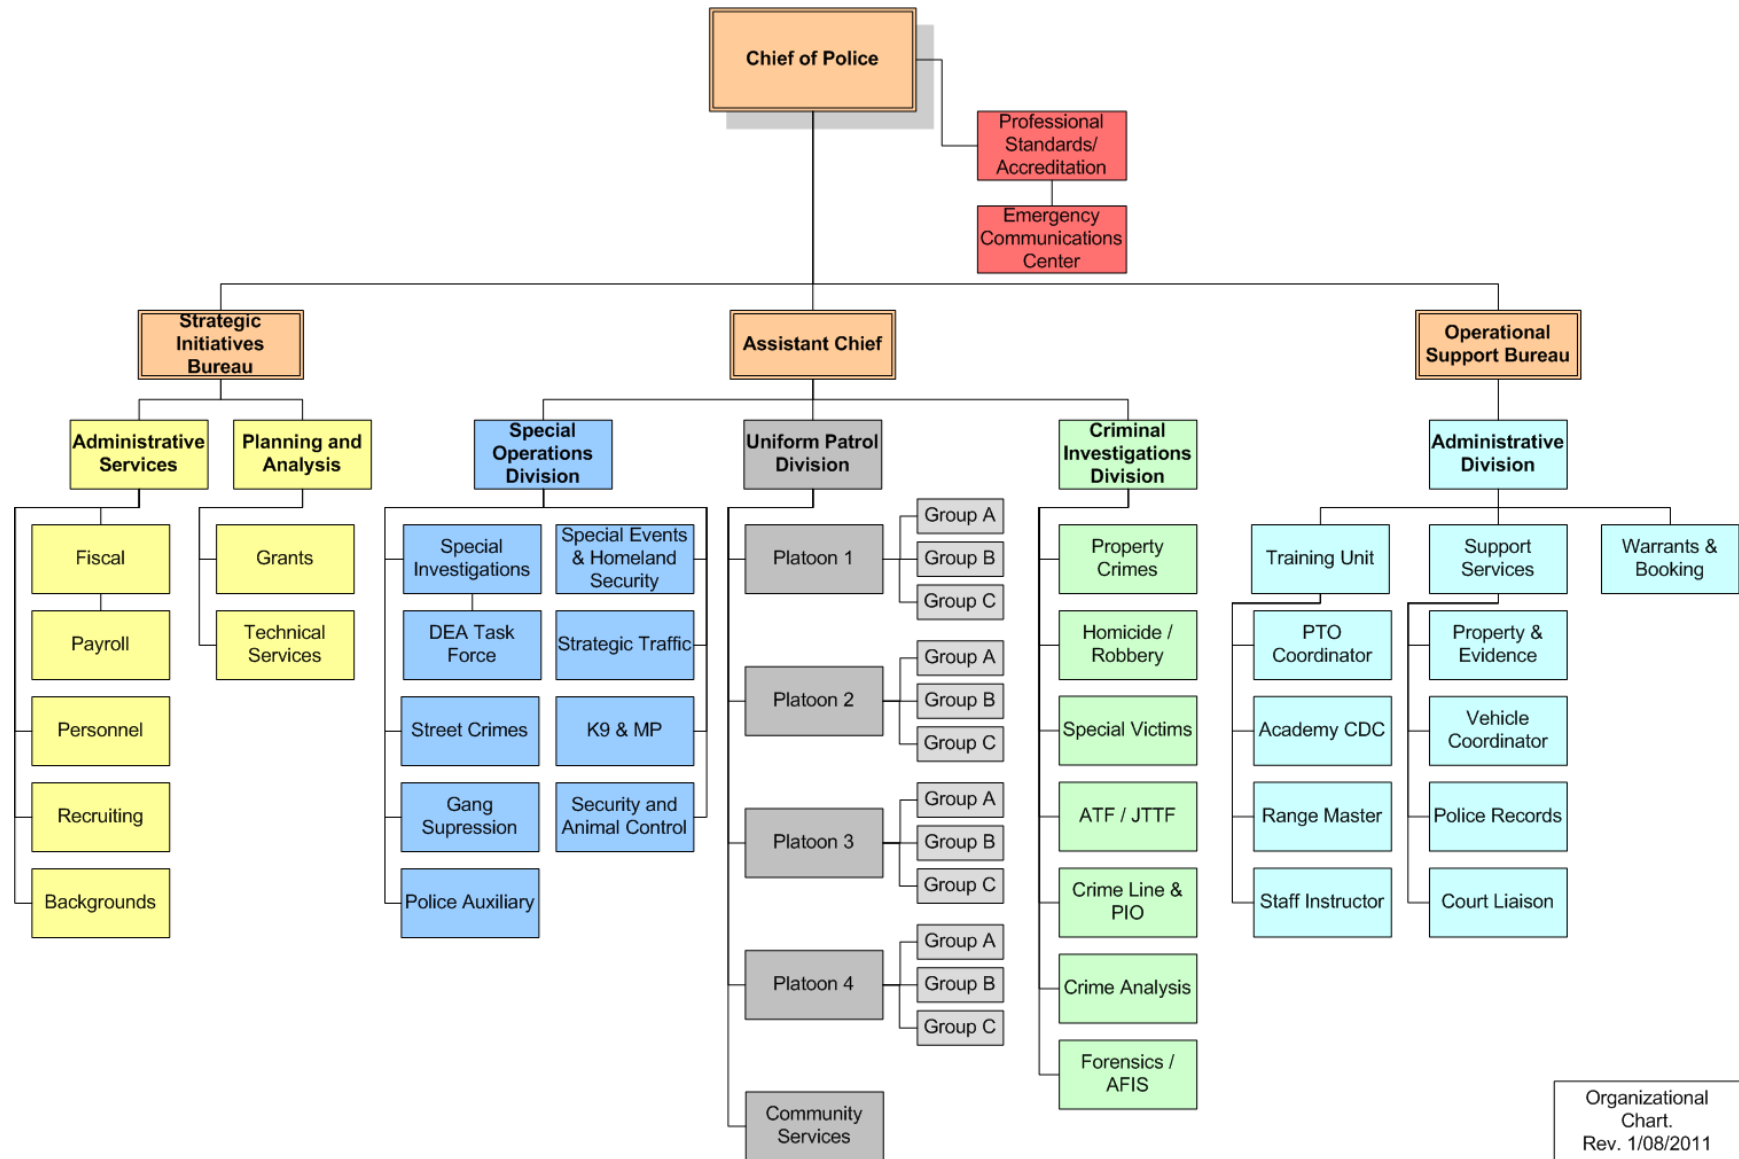 Chief of Police
Professional
Standards/
Accreditation
Emergency
Communications
Center
Strategic
Initiatives
Bureau
Assistant Chief
Operational
Support Bureau
Administrative
Services
Planning and
Analysis
Special
Operations
Division
Uniform Patrol
Division
Criminal
Investigations
Division
Administrative
Division
Fiscal
Payroll
Personnel
Recruiting
Backgrounds
Grants
Technical
Services
Special
Investigations
DEA Task
Force
Street Crimes
Gang
Supression
Police Auxiliary
Special Events
& Homeland
Security
Strategic Traffic
K9 & MP
Security and
Animal Control
Platoon 1
Group A
Group B
Group C
Platoon 2
Group A
Group B
Group C
Platoon 3
Group A
Group B
Group C
Platoon 4
Group A
Group B
Group C
Community
Services
Property
Crimes
Homicide /
Robbery
Special Victims
ATF / JTTF
Crime Line &
PIO
Crime Analysis
Forensics /
AFIS
Training Unit
PTO
Coordinator
Academy CDC
Range Master
Staff Instructor
Support
Services
Property &
Evidence
Vehicle
Coordinator
Police Records
Court Liaison
Warrants &
Booking
Organizational
Chart.
Rev. 1/08/2011